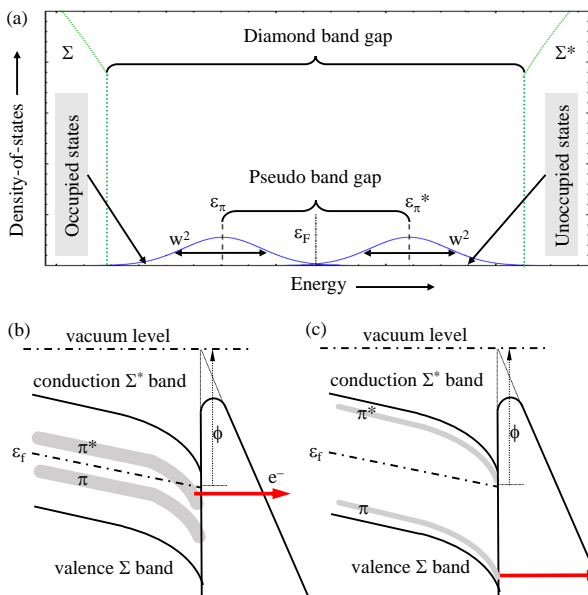 (a)
Σ
Diamond band gap
Σ*
Density-of-states
Occupied states
Unoccupied states
Pseudo band gap
ε_π
ε_π*
w²
ε_F
w²
Energy
(b)
vacuum level
conduction Σ* band
π*
ε_f
π
ϕ
e⁻
valence Σ band
(c)
vacuum level
conduction Σ* band
π*
ε_f
π
ϕ
valence Σ band